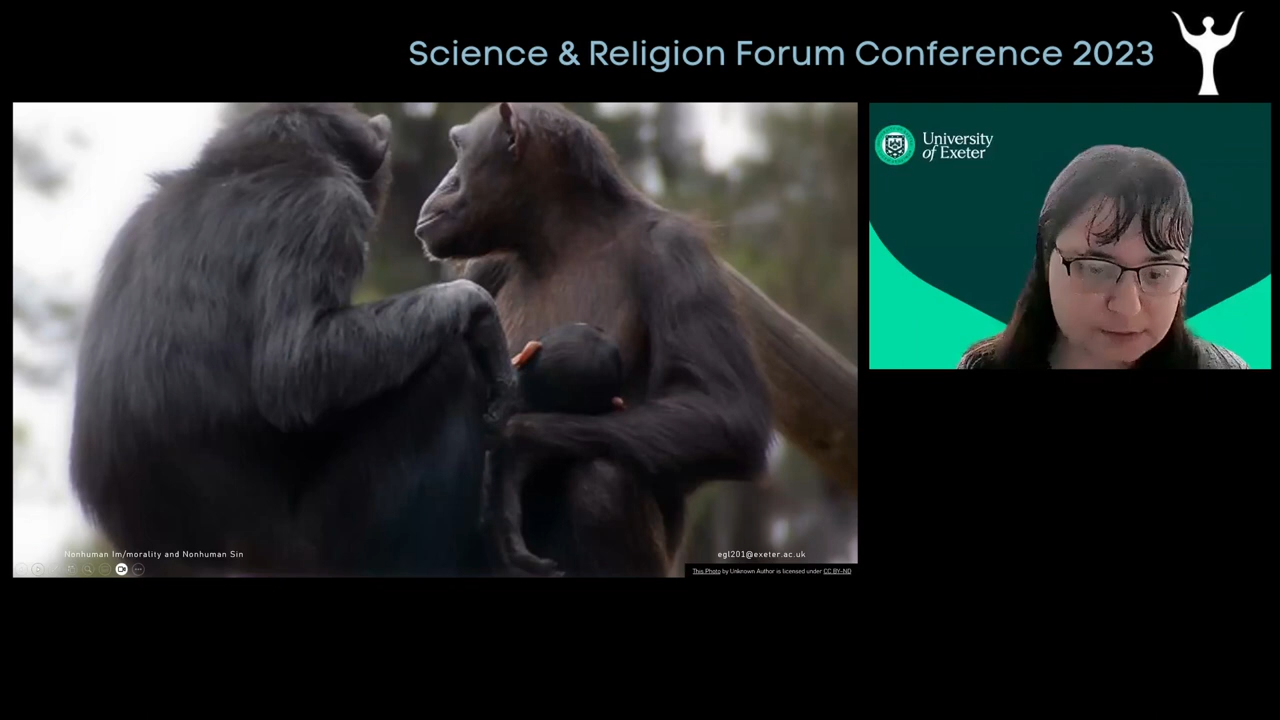 Science & Religion Forum Conference 2023
University
of Exeter
Nonhuman Im/morality and Nonhuman Sin
egl201@exeter.ac.uk
This Photo by Unknown Author is licensed under CC BY-ND